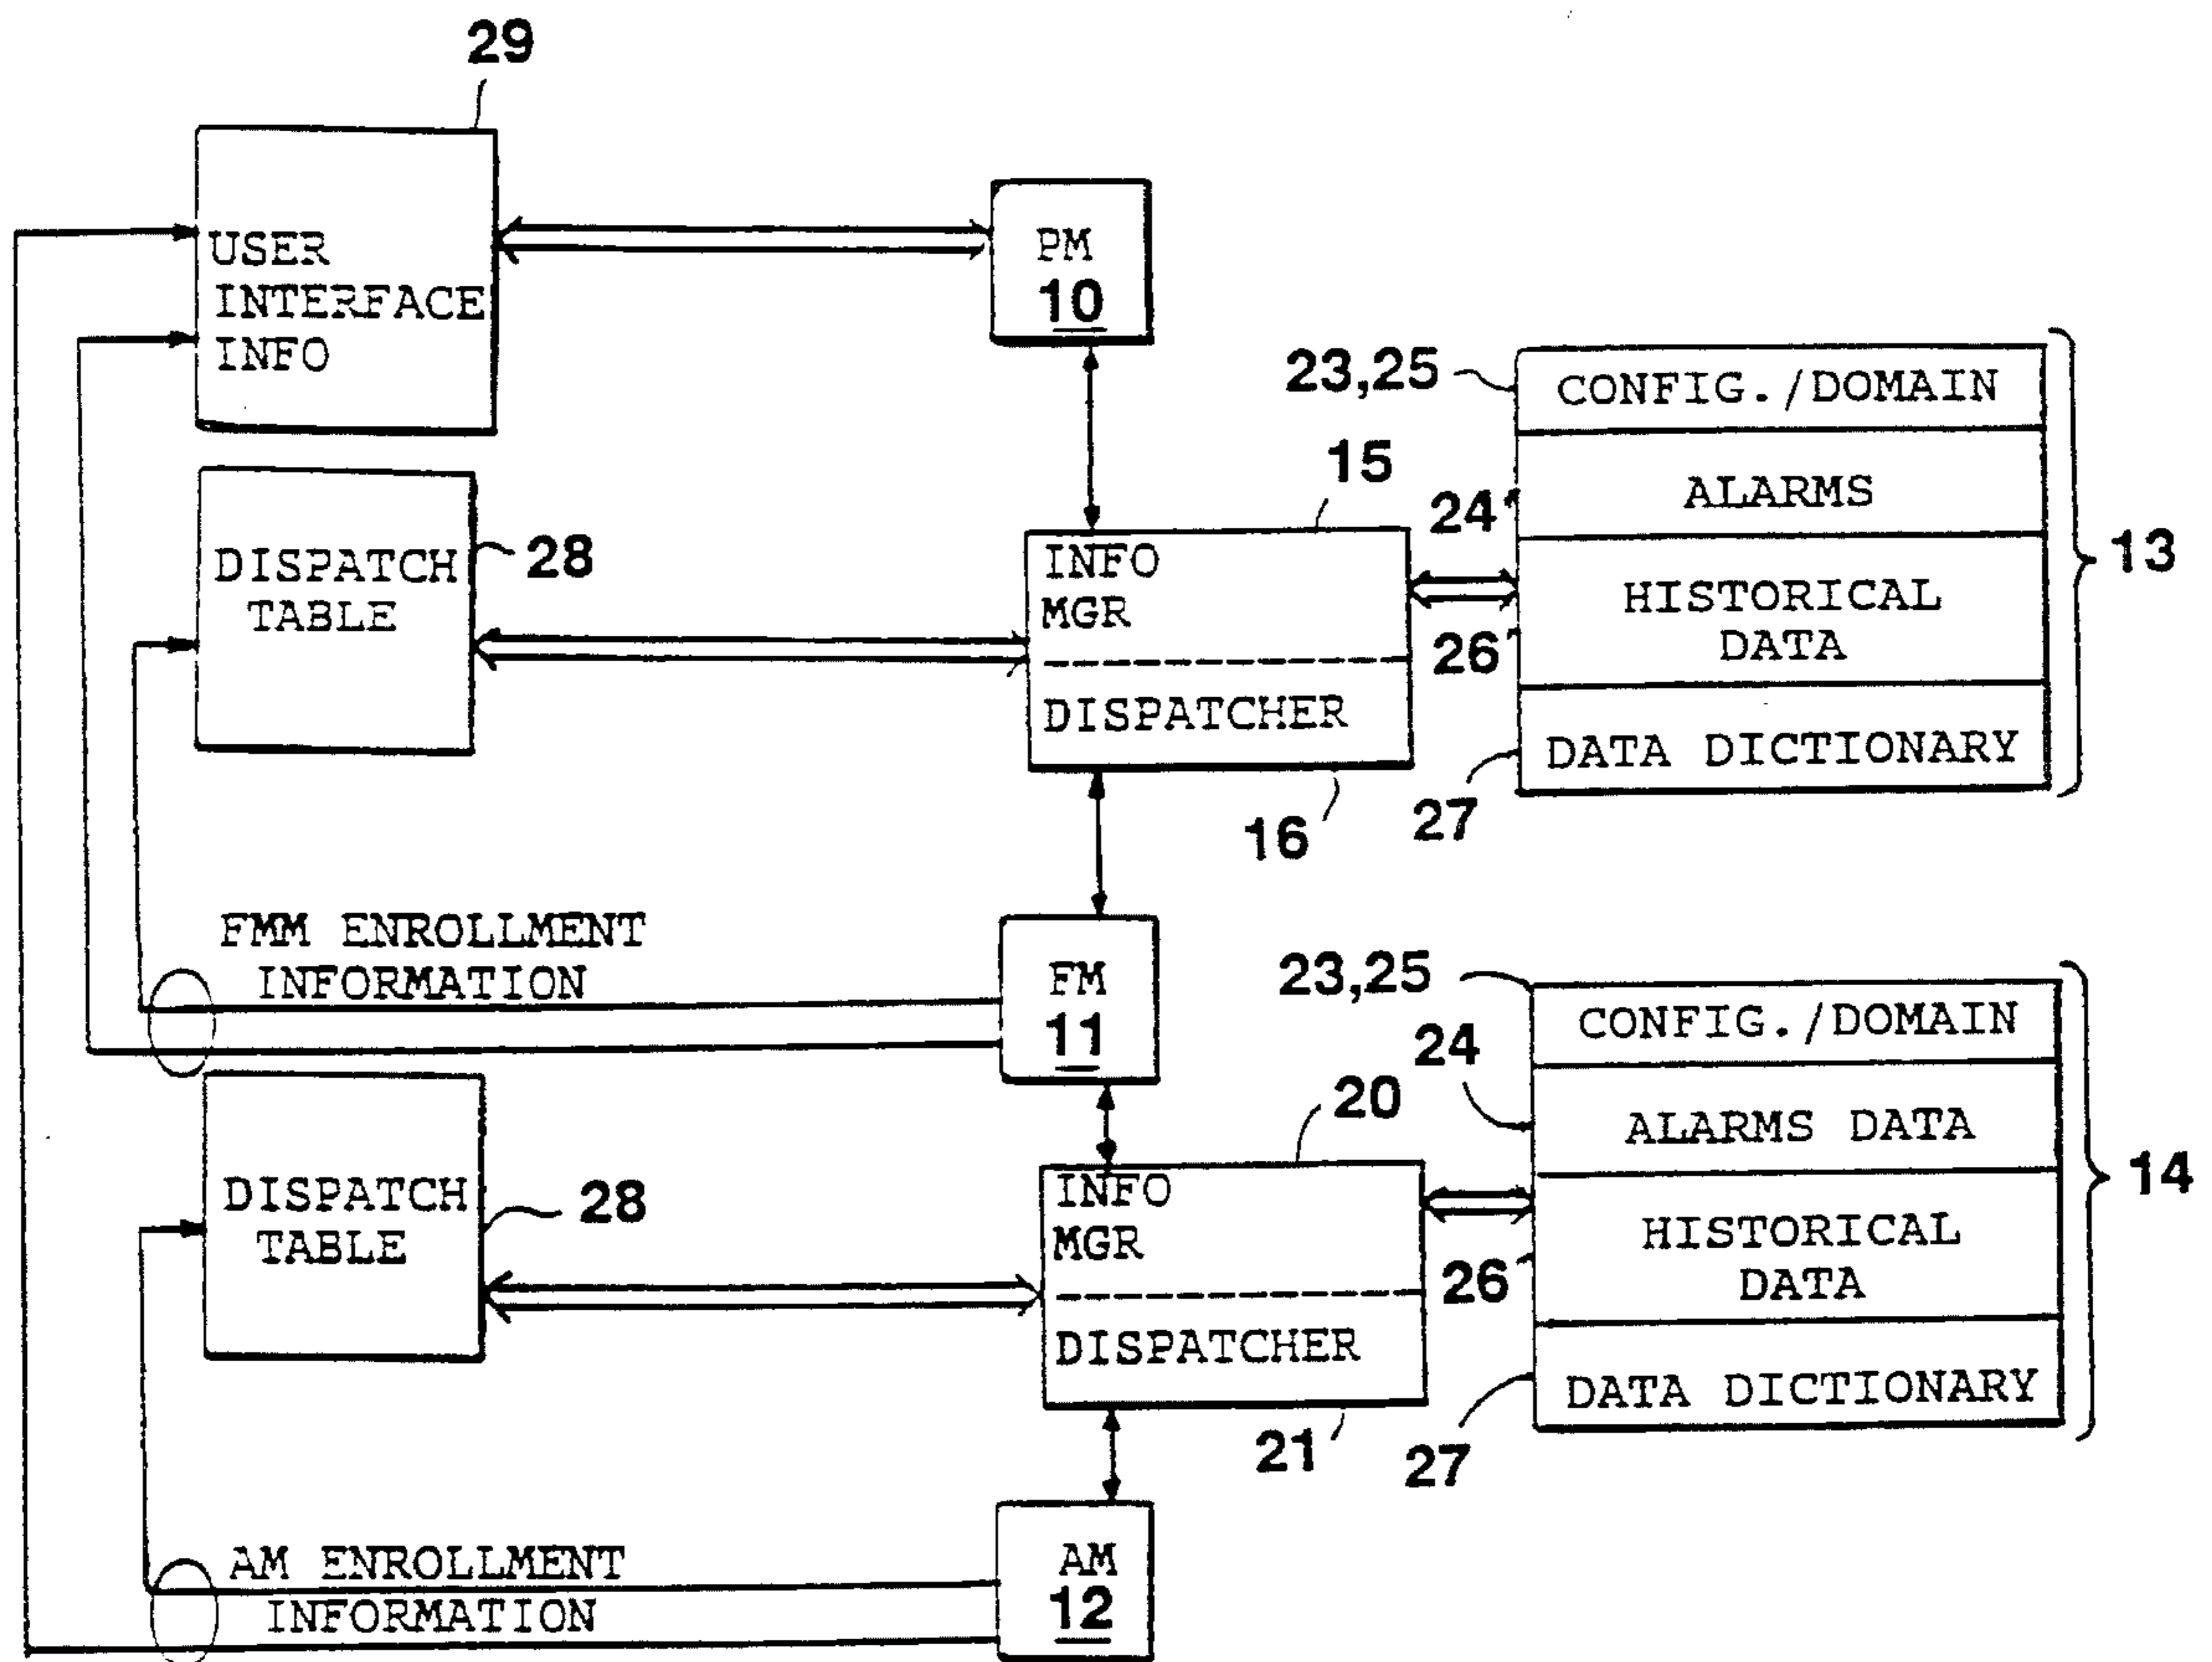 29
USER
INTERFACE
INFO
PM
10
23,25
CONFIG./DOMAIN
24
ALARMS
13
15
INFO
MGR
DISPATCHER
16
HISTORICAL
DATA
26
DATA DICTIONARY
27
DISPATCH
TABLE
28
FMM ENROLLMENT
INFORMATION
FM
11
23,25
CONFIG./DOMAIN
24
ALARMS DATA
14
20
INFO
MGR
DISPATCHER
21
HISTORICAL
DATA
26
DATA DICTIONARY
27
DISPATCH
TABLE
28
AM ENROLLMENT
INFORMATION
AM
12